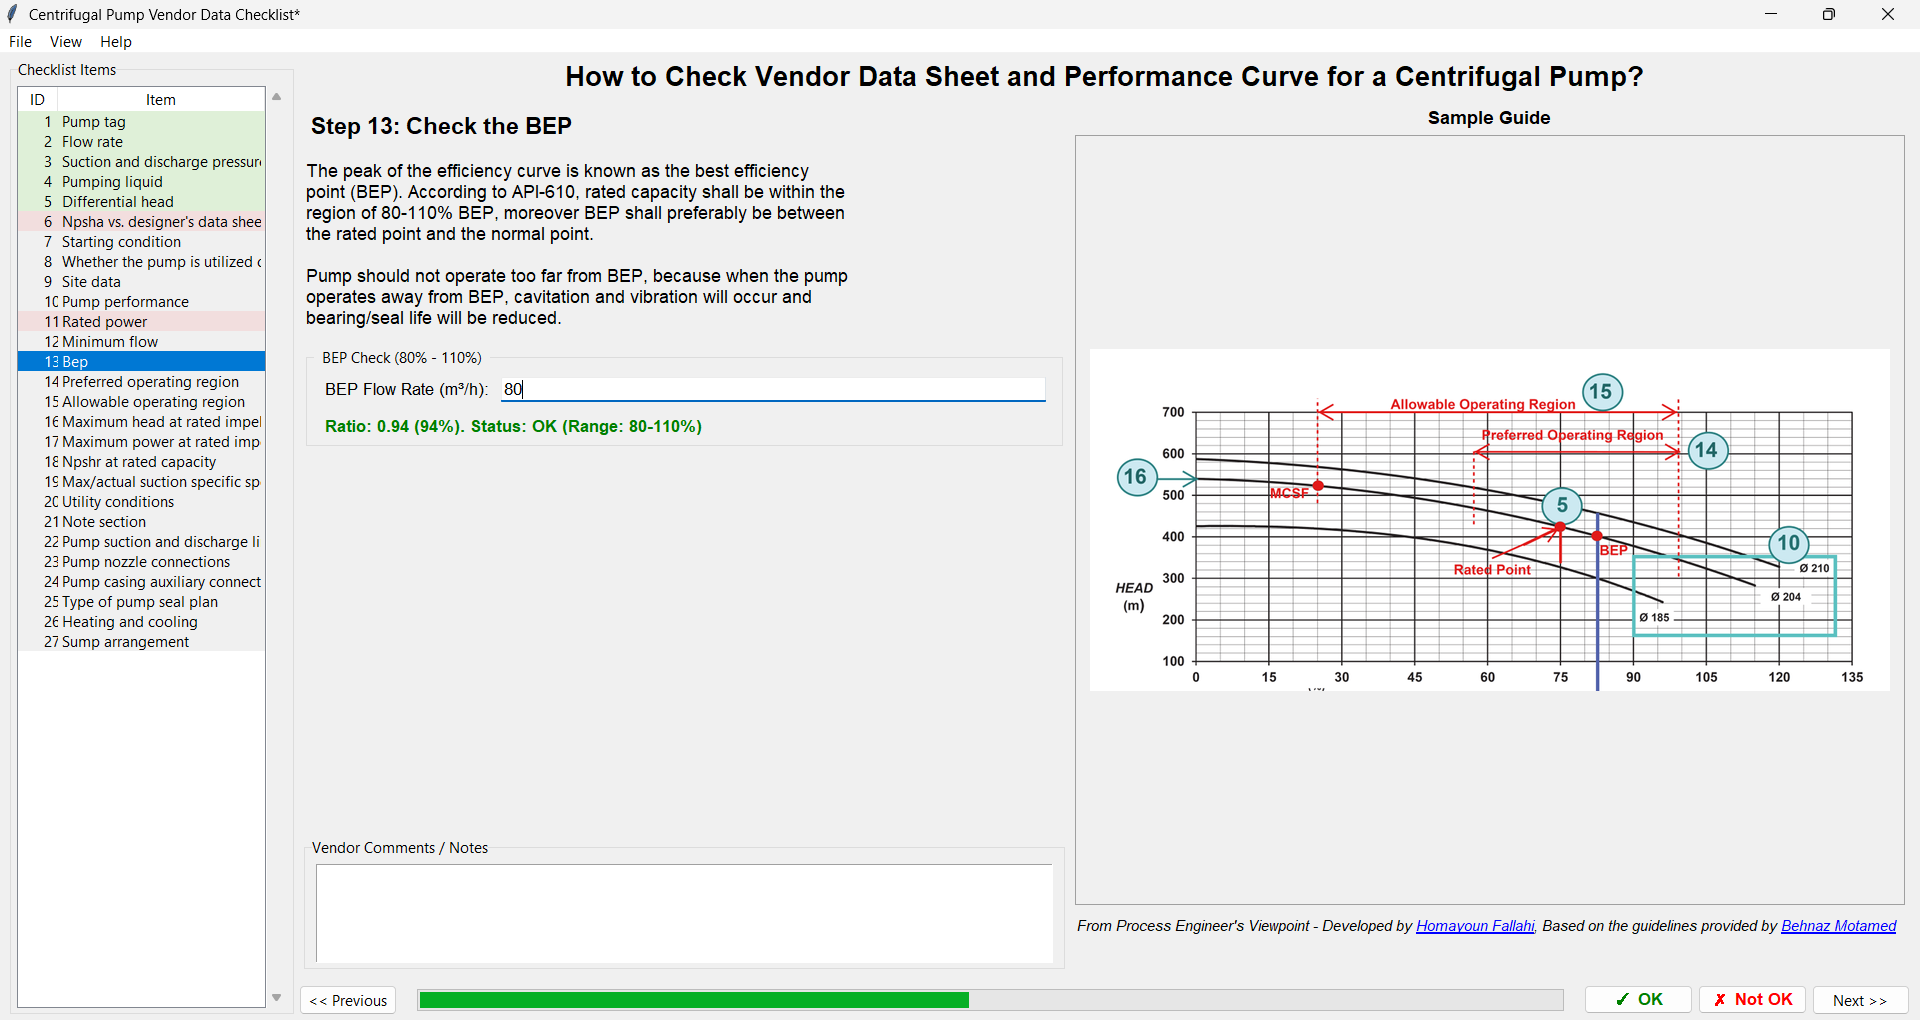 Centrifugal Pump Vendor Data Checklist*
File View Help
Checklist Items
ID Item
1 Pump tag
2 Flow rate
3 Suction and discharge pressur
4 Pumping liquid
5 Differential head
6 Npsha vs. designer's data shee
7 Starting condition
8 Whether the pump is utilized
9 Site data
10 Pump performance
11 Rated power
12 Minimum flow
13 Bep
14 Preferred operating region
15 Allowable operating region
16 Maximum head at rated impel
17 Maximum power at rated imp
18 Npshr at rated capacity
19 Max/actual suction specific sp
20 Utility conditions
21 Note section
22 Pump suction and discharge li
23 Pump nozzle connections
24 Pump casing auxiliary connect
25 Type of pump seal plan
26 Heating and cooling
27 Sump arrangement
How to Check Vendor Data Sheet and Performance Curve for a Centrifugal Pump?
Step 13: Check the BEP
The peak of the efficiency curve is known as the best efficiency
point (BEP). According to API-610, rated capacity shall be within the
region of 80-110% BEP, moreover BEP shall preferably be between
the rated point and the normal point.
Pump should not operate too far from BEP, because when the pump
operates away from BEP, cavitation and vibration will occur and
bearing/seal life will be reduced.
BEP Check (80% - 110%)
BEP Flow Rate (m³/h): 80
Ratio: 0.94 (94%). Status: OK (Range: 80-110%)
Vendor Comments / Notes
Sample Guide
15
Allowable Operating Region
700
Preferred Operating Region
14
600
16
500
MCSF
5
400
BEP
10
Rated Point
Ø 210
300
HEAD
(m)
Ø 204
200
Ø 185
100
0 15 30 45 60 75 90 105 120 135
From Process Engineer's Viewpoint - Developed by Homayoun Fallahi, Based on the guidelines provided by Behnaz Motamed
<< Previous
✓ OK
✗ Not OK
Next >>